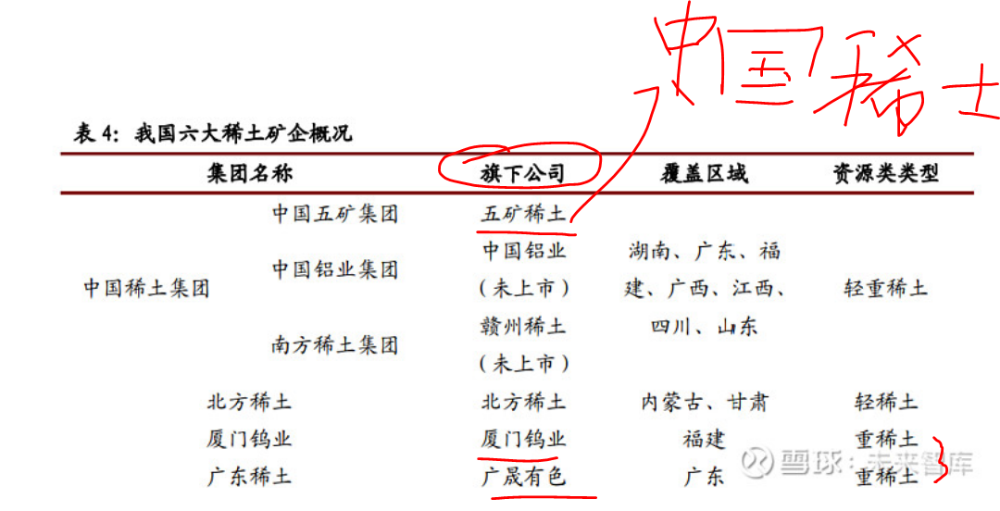 中国稀土
表 4：我国六大稀土矿企概况
集团名称 旗下公司 覆盖区域 资源类类型
中国五矿集团 五矿稀土
中国铝业 湖南、广东、福
中国铝业集团
中国稀土集团 （未上市） 建、广西、江西、 轻重稀土
赣州稀土 四川、山东
南方稀土集团
（未上市）
北方稀土 北方稀土 内蒙古、甘肃 轻稀土
厦门钨业 厦门钨业 福建 重稀土
广东稀土 广晟有色 广东 重稀土
雪球：未来智库